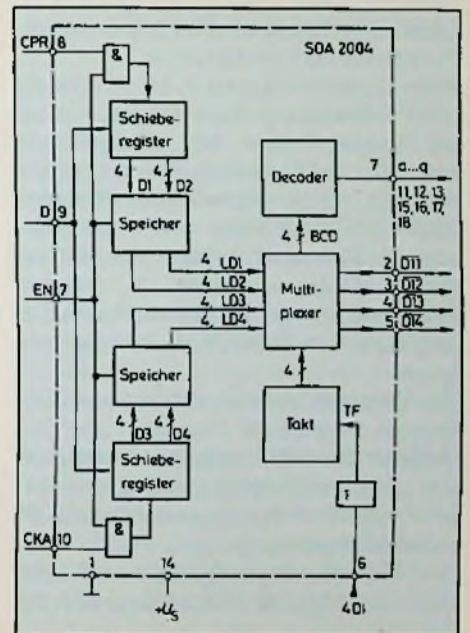 CPR 8
&
SDA 2004
Schiebe-
register
4 4
D1 D2
Decoder
7 a...g
11, 12, 13,
15, 16, 17,
18
D 9
Speicher
4 BCD
4 LD1
4 LD2
4 LD3
4 LD4
Multi-
plexer
2 DI1
3 DI2
4 DI3
5 DI4
EN 7
Speicher
4 4
D3 D4
4
Takt
TF
Schiebe-
register
&
CKA 10
1
14
6
+Us
4DI